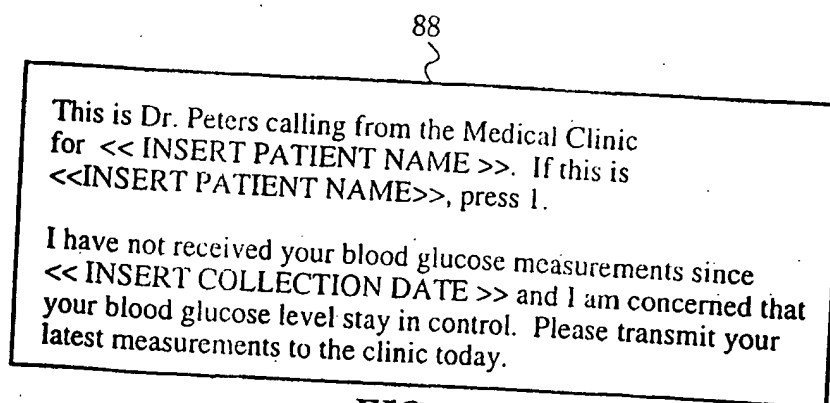 88
This is Dr. Peters calling from the Medical Clinic
for << INSERT PATIENT NAME >>. If this is
<<INSERT PATIENT NAME>>, press 1.
I have not received your blood glucose measurements since
<< INSERT COLLECTION DATE >> and I am concerned that
your blood glucose level stay in control. Please transmit your
latest measurements to the clinic today.